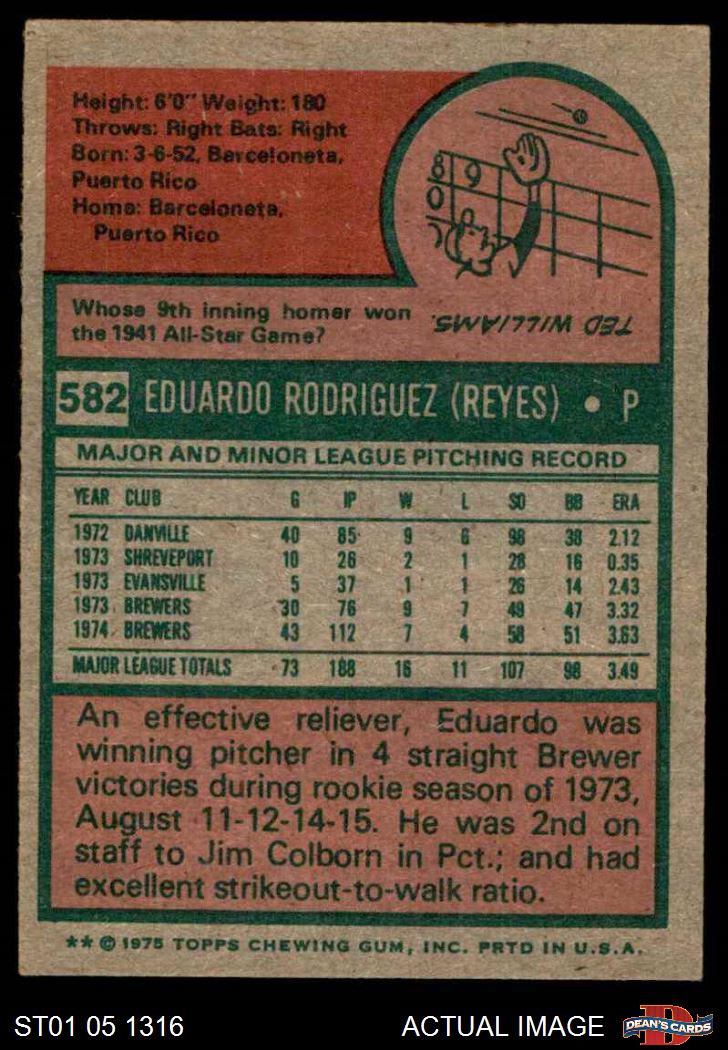 Height: 6'0" Weight: 180
Throws: Right Bats: Right
Born: 3-6-52, Barceloneta,
Puerto Rico
Home: Barceloneta,
Puerto Rico
8 9
0
Whose 9th inning homer won
the 1941 All-Star Game?
TED WILLIAMS.
582 EDUARDO RODRIGUEZ (REYES) • P
MAJOR AND MINOR LEAGUE PITCHING RECORD
YEAR CLUB G IP W L SO BB ERA
1972 DANVILLE 40 85 9 6 98 38 2.12
1973 SHREVEPORT 10 26 2 1 28 16 0.35
1973 EVANSVILLE 5 37 1 1 26 14 2.43
1973 BREWERS 30 76 9 7 49 47 3.32
1974 BREWERS 43 112 7 4 58 51 3.63
MAJOR LEAGUE TOTALS 73 188 16 11 107 98 3.49
An effective reliever, Eduardo was
winning pitcher in 4 straight Brewer
victories during rookie season of 1973,
August 11-12-14-15. He was 2nd on
staff to Jim Colborn in Pct.; and had
excellent strikeout-to-walk ratio.
** © 1975 TOPPS CHEWING GUM, INC. PRTD IN U.S.A.
ST01 05 1316 ACTUAL IMAGE
D
DEAN'S CARDS